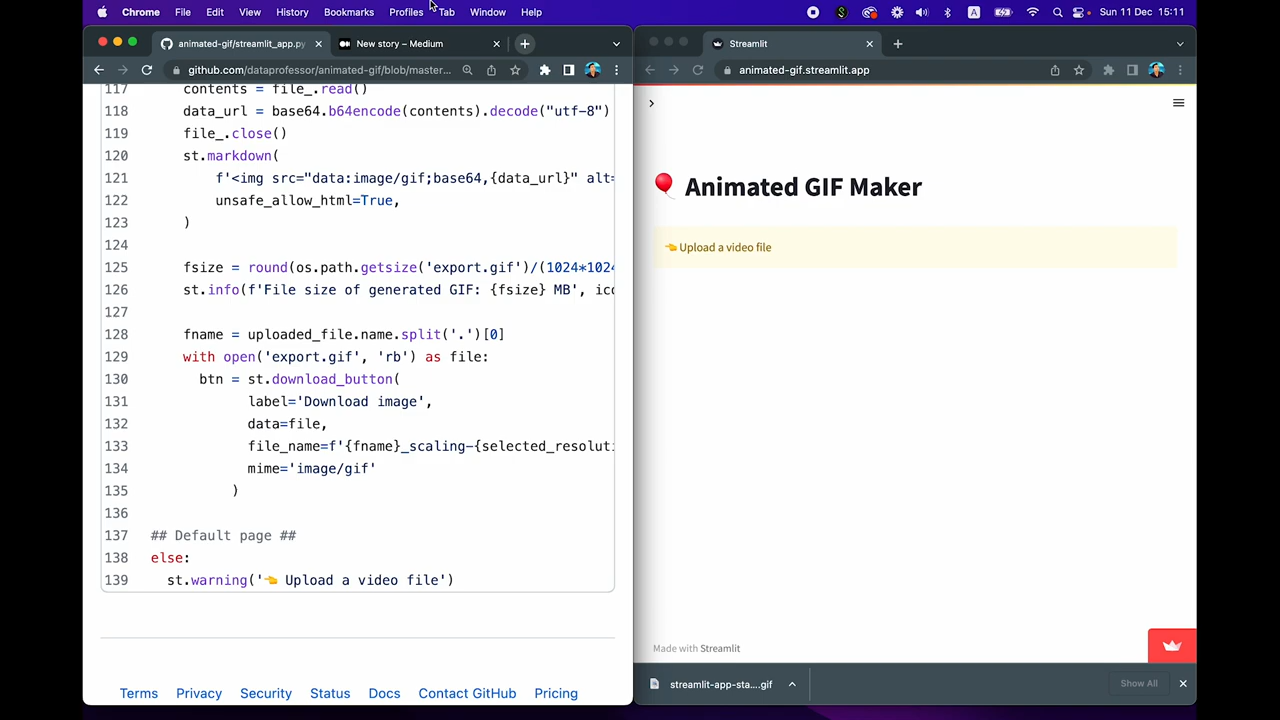 Chrome File Edit View History Bookmarks Profiles Tab Window Help
A Sun 11 Dec 15:11
animated-gif/streamlit_app.py
New story – Medium
github.com/dataprofessor/animated-gif/blob/master...
117 contents = file_.read()
118 data_url = base64.b64encode(contents).decode("utf-8")
119 file_.close()
120 st.markdown(
121 f'<img src="data:image/gif;base64,{data_url}" alt=
122 unsafe_allow_html=True,
123 )
124
125 fsize = round(os.path.getsize('export.gif')/(1024*1024
126 st.info(f'File size of generated GIF: {fsize} MB', ico
127
128 fname = uploaded_file.name.split('.')[0]
129 with open('export.gif', 'rb') as file:
130 btn = st.download_button(
131 label='Download image',
132 data=file,
133 file_name=f'{fname}_scaling-{selected_resoluti
134 mime='image/gif'
135 )
136
137 ## Default page ##
138 else:
139 st.warning('👈 Upload a video file')
Terms Privacy Security Status Docs Contact GitHub Pricing
Streamlit
animated-gif.streamlit.app
🎈 Animated GIF Maker
👈 Upload a video file
Made with Streamlit
streamlit-app-sta....gif
Show All